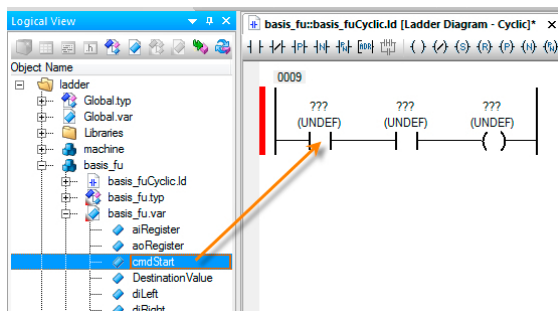 Logical View
basis_fu::basis_fuCyclic.ld [Ladder Diagram - Cyclic]*
Object Name
ladder
Global.typ
Global.var
Libraries
machine
basis_fu
basis_fuCyclic.ld
basis_fu.typ
basis_fu.var
aiRegister
aoRegister
cmdStart
DestinationValue
diLeft
diRight
0009
??? ??? ???
(UNDEF) (UNDEF) (UNDEF)